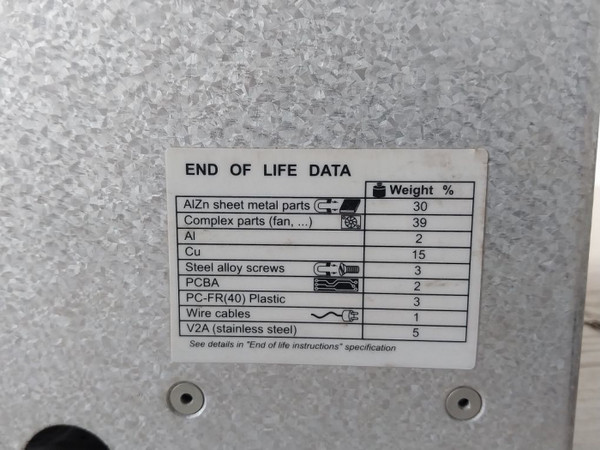 END OF LIFE DATA
Weight %
AlZn sheet metal parts 30
Complex parts (fan, ...) 39
Al 2
Cu 15
Steel alloy screws 3
PCBA 2
PC-FR(40) Plastic 3
Wire cables 1
V2A (stainless steel) 5
See details in "End of life instructions" specification